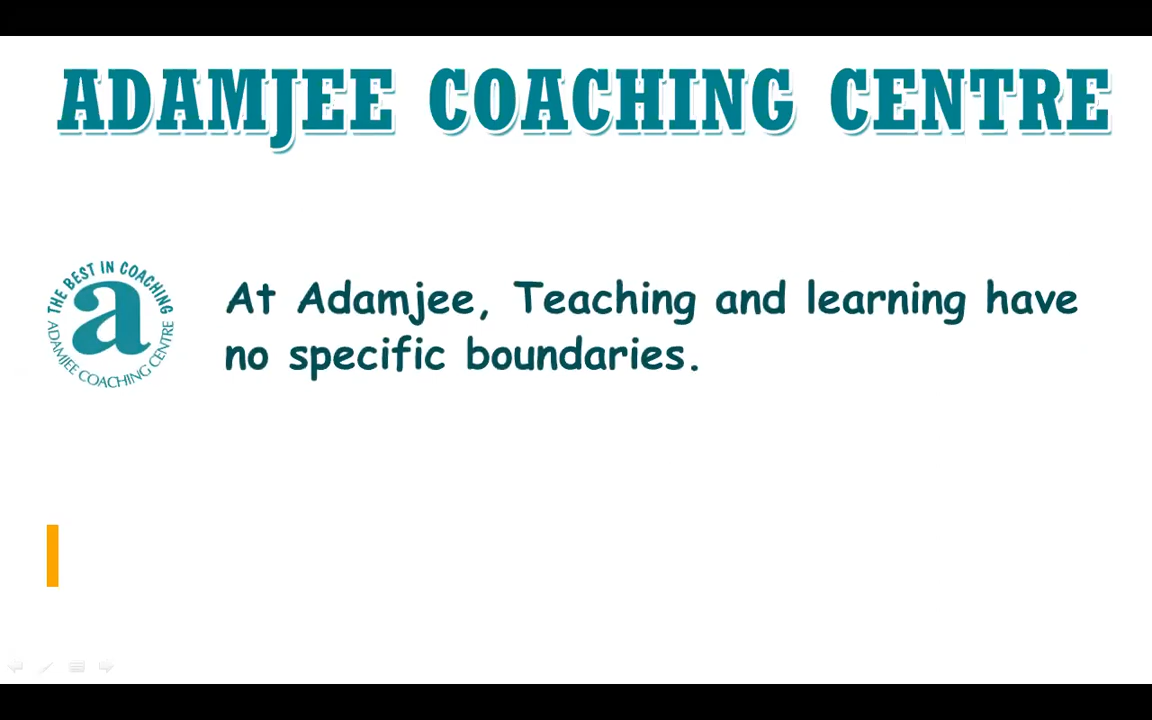 ADAMJEE COACHING CENTRE
THE BEST IN COACHING
a
ADAMJEE COACHING CENTRE
At Adamjee, Teaching and learning have
no specific boundaries.